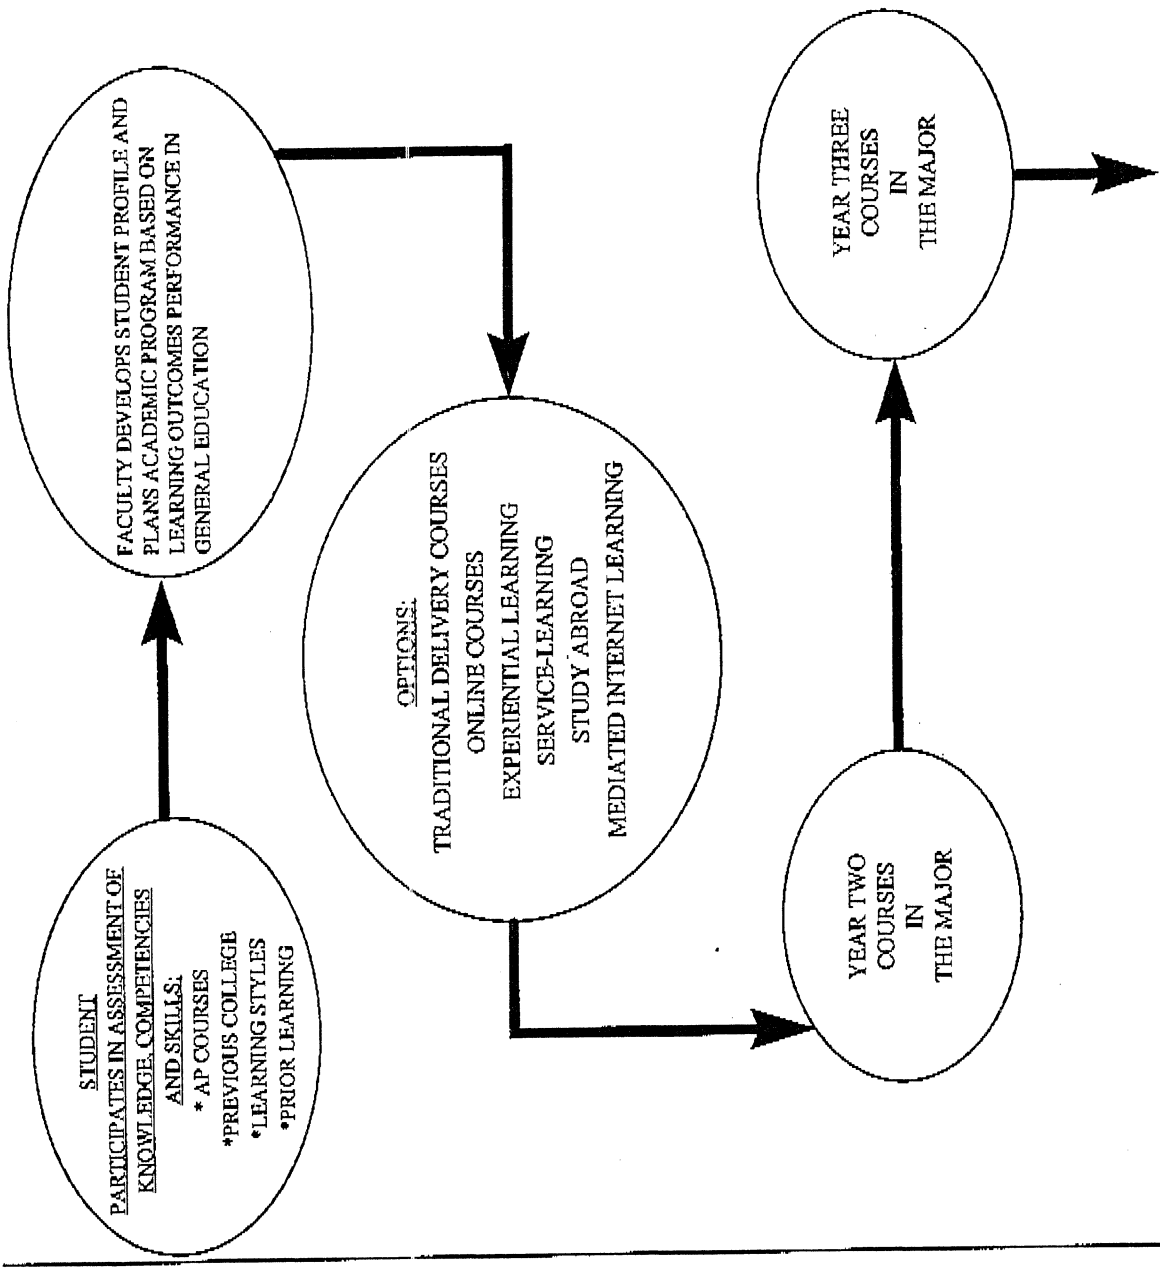 STUDENT
PARTICIPATES IN ASSESSMENT OF
KNOWLEDGE, COMPETENCIES
AND SKILLS:
* AP COURSES
*PREVIOUS COLLEGE
*LEARNING STYLES
*PRIOR LEARNING
FACULTY DEVELOPS STUDENT PROFILE AND
PLANS ACADEMIC PROGRAM BASED ON
LEARNING OUTCOMES PERFORMANCE IN
GENERAL EDUCATION
OPTIONS:
TRADITIONAL DELIVERY COURSES
ONLINE COURSES
EXPERIENTIAL LEARNING
SERVICE-LEARNING
STUDY ABROAD
MEDIATED INTERNET LEARNING
YEAR TWO
COURSES
IN
THE MAJOR
YEAR THREE
COURSES
IN
THE MAJOR